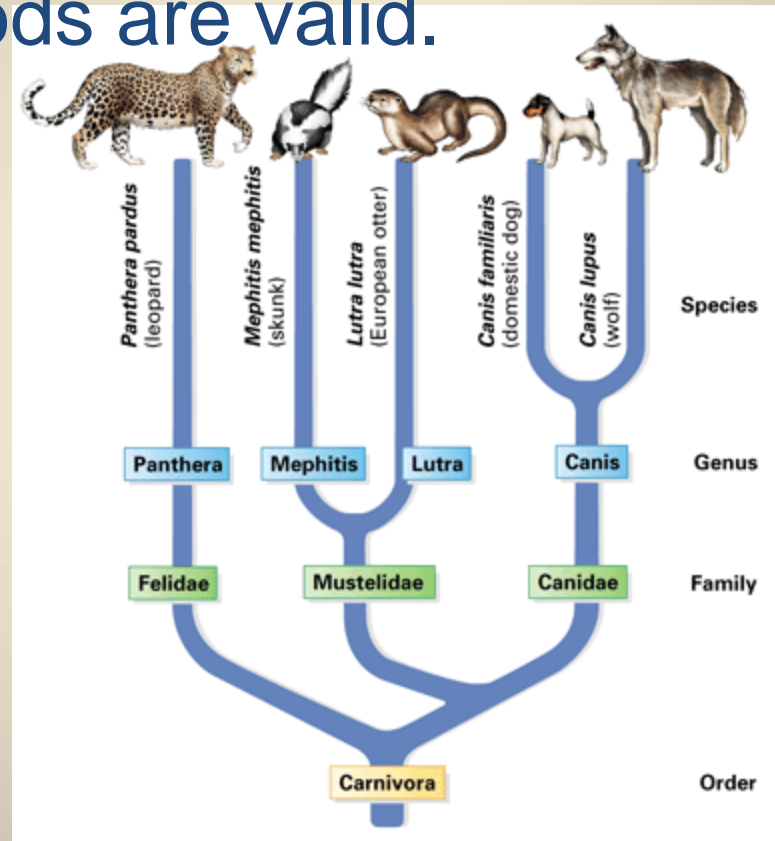 ods are valid.
Panthera pardus
(leopard)
Mephitis mephitis
(skunk)
Lutra lutra
(European otter)
Canis familiaris
(domestic dog)
Canis lupus
(wolf)
Species
Panthera
Mephitis
Lutra
Canis
Genus
Felidae
Mustelidae
Canidae
Family
Carnivora
Order